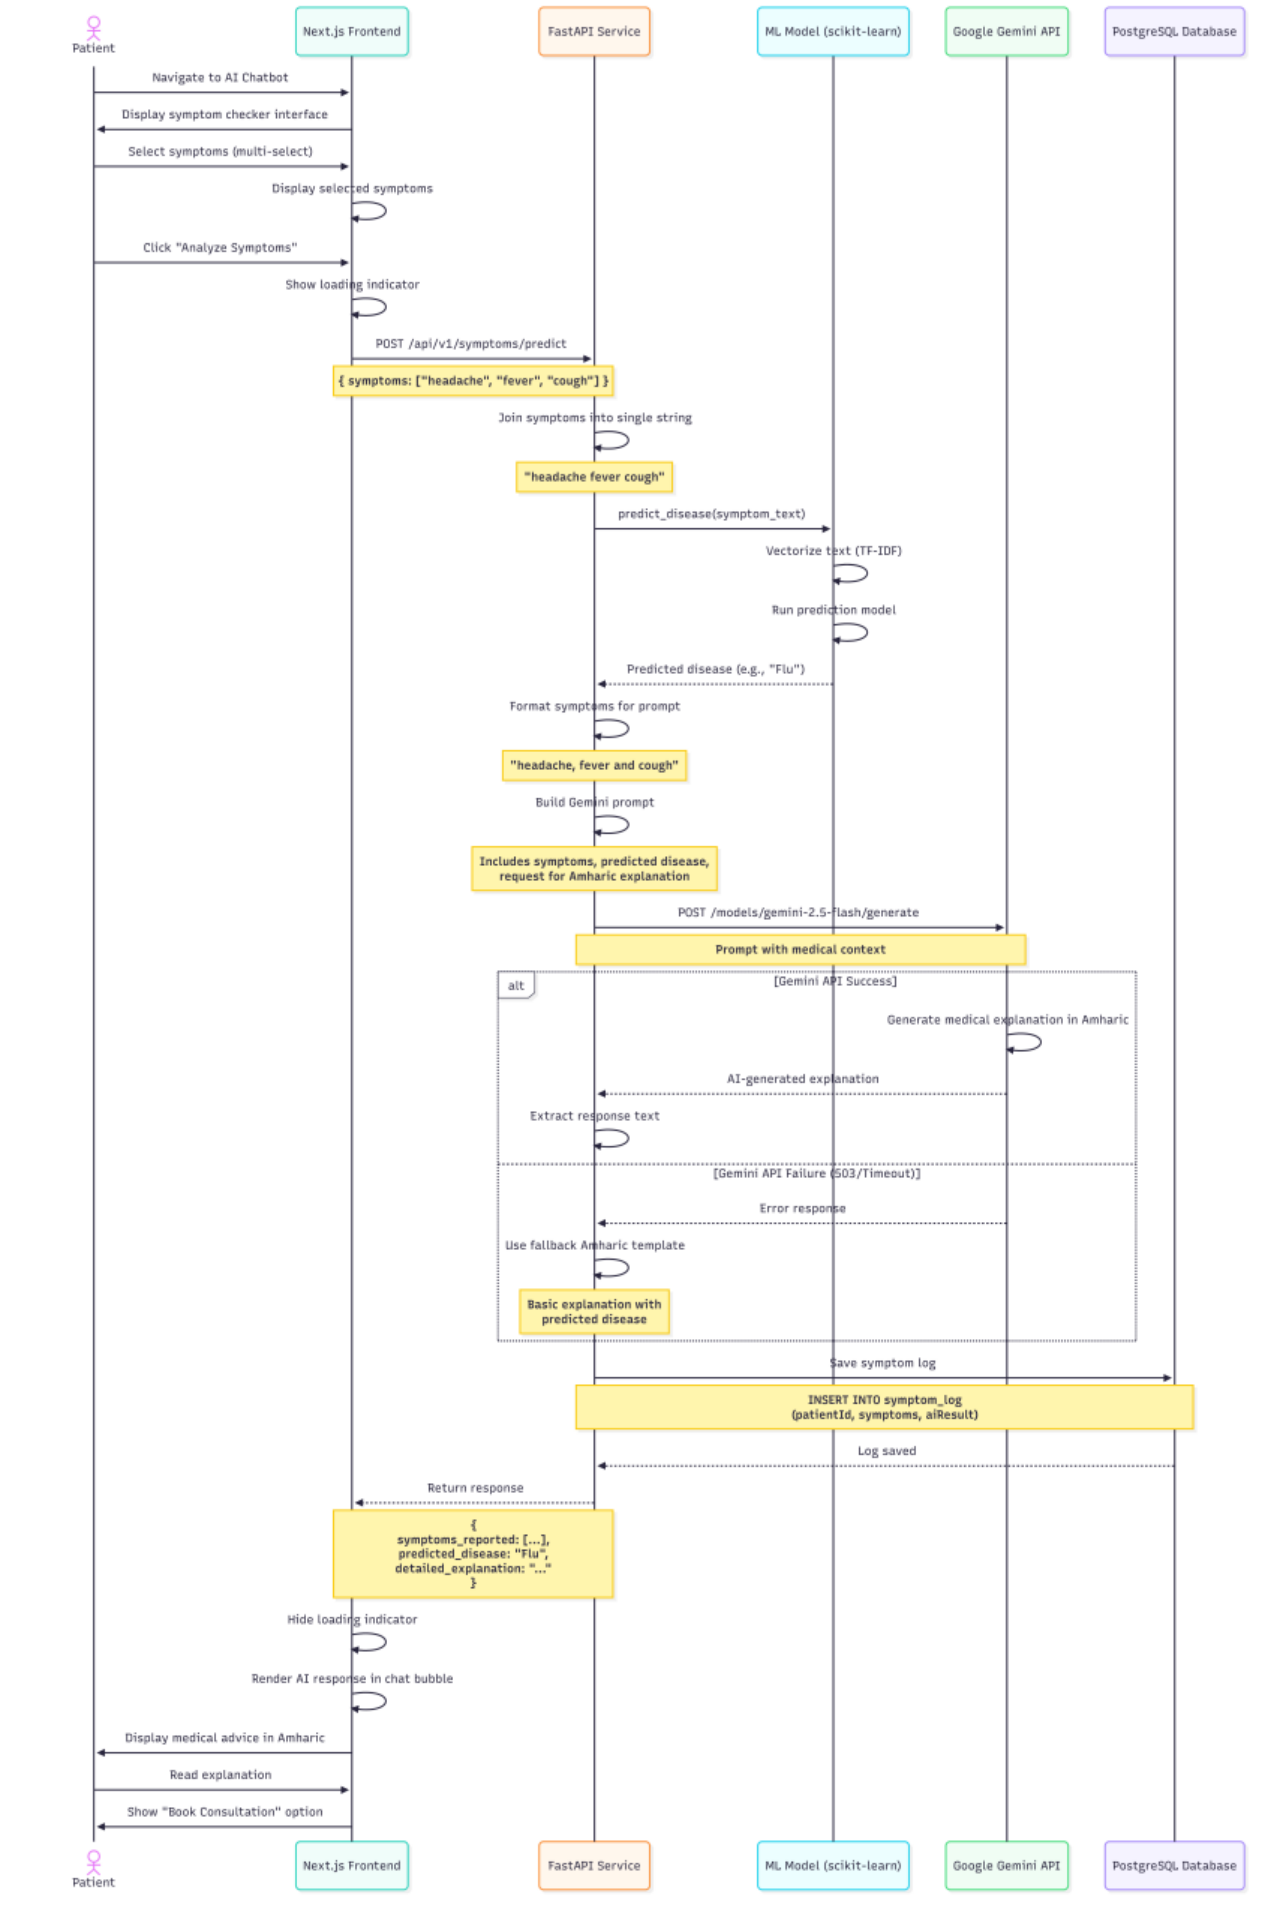 Patient
Next.js Frontend
FastAPI Service
ML Model (scikit-learn)
Google Gemini API
PostgreSQL Database
Navigate to AI Chatbot
Display symptom checker interface
Select symptoms (multi-select)
Display selected symptoms
Click "Analyze Symptoms"
Show loading indicator
POST /api/v1/symptoms/predict
{ symptoms: ["headache", "fever", "cough"] }
Join symptoms into single string
"headache fever cough"
predict_disease(symptom_text)
Vectorize text (TF-IDF)
Run prediction model
Predicted disease (e.g., "Flu")
Format symptoms for prompt
"headache, fever and cough"
Build Gemini prompt
Includes symptoms, predicted disease,
request for Amharic explanation
POST /models/gemini-2.5-flash/generate
Prompt with medical context
alt
[Gemini API Success]
Generate medical explanation in Amharic
AI-generated explanation
Extract response text
[Gemini API Failure (503/Timeout)]
Error response
Use fallback Amharic template
Basic explanation with
predicted disease
Save symptom log
INSERT INTO symptom_log
(patientId, symptoms, aiResult)
Log saved
Return response
{
symptoms_reported: [...],
predicted_disease: "Flu",
detailed_explanation: "..."
}
Hide loading indicator
Render AI response in chat bubble
Display medical advice in Amharic
Read explanation
Show "Book Consultation" option
Patient
Next.js Frontend
FastAPI Service
ML Model (scikit-learn)
Google Gemini API
PostgreSQL Database